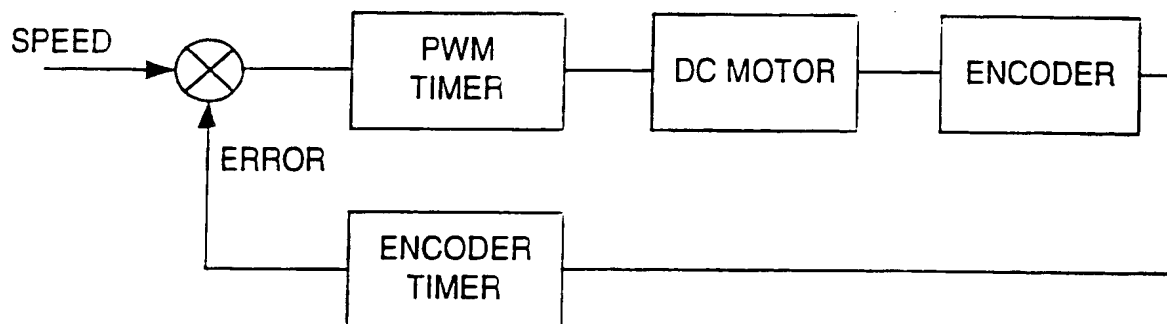 SPEED
PWM
TIMER
DC MOTOR
ENCODER
ERROR
ENCODER
TIMER